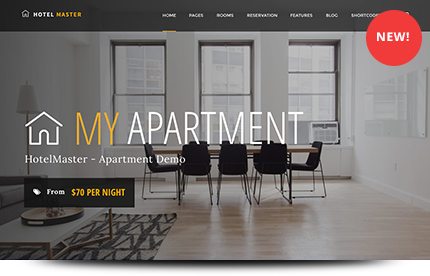 HOTEL MASTER
HOME PAGES ROOMS RESERVATION FEATURES BLOG SHORTCODES
NEW!
MY APARTMENT
HotelMaster - Apartment Demo
From $70 PER NIGHT